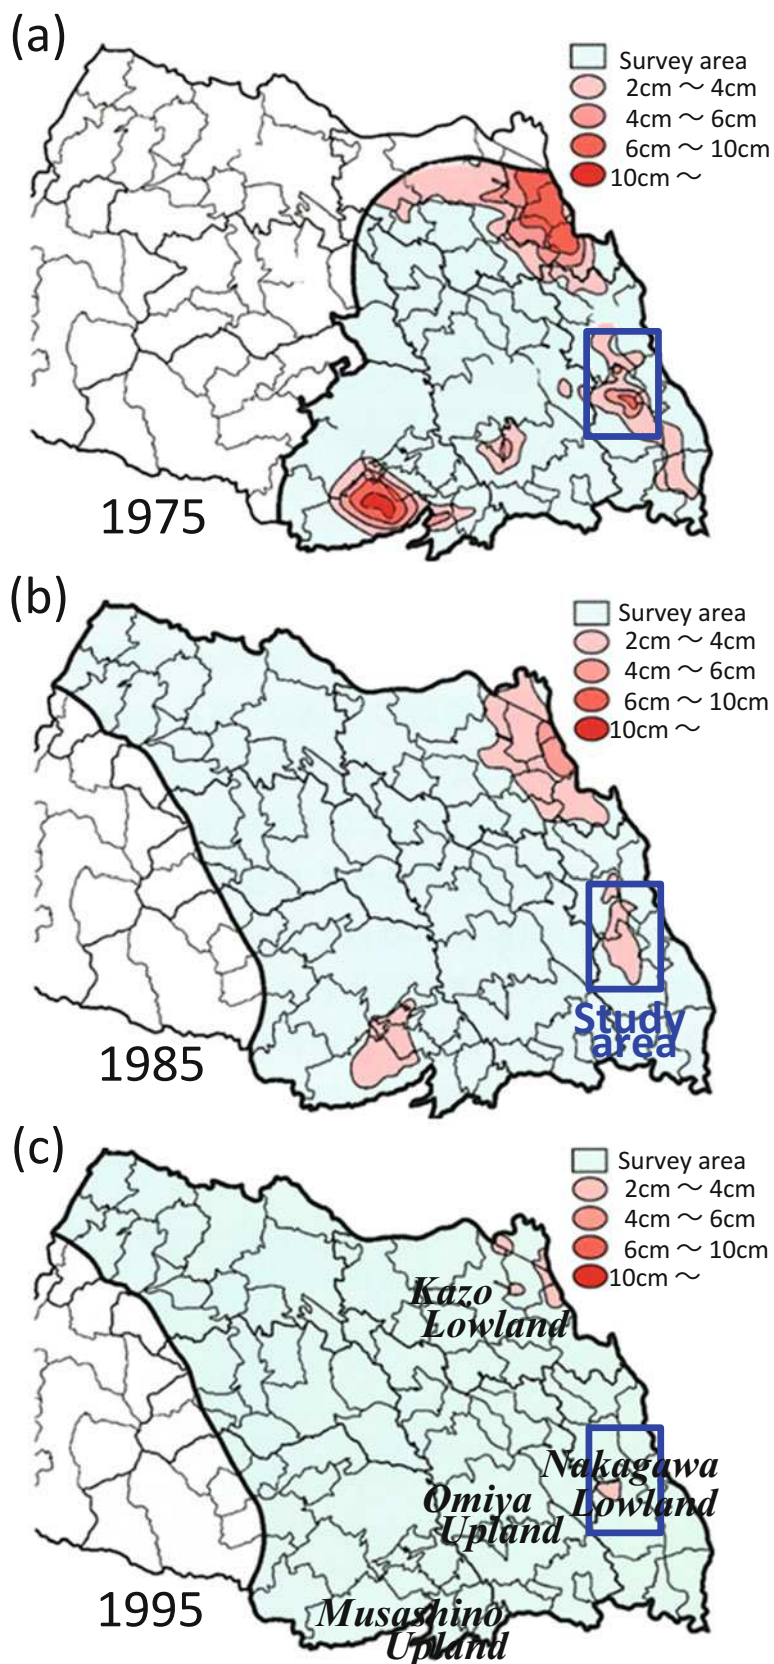 (a)
Survey area
2cm ～ 4cm
4cm ～ 6cm
6cm ～ 10cm
10cm ～
1975
(b)
Survey area
2cm ～ 4cm
4cm ～ 6cm
6cm ～ 10cm
10cm ～
Study
area
1985
(c)
Survey area
2cm ～ 4cm
4cm ～ 6cm
6cm ～ 10cm
10cm ～
Kazo
Lowland
Nakagawa
Lowland
Omiya
Upland
1995
Musashino
Upland